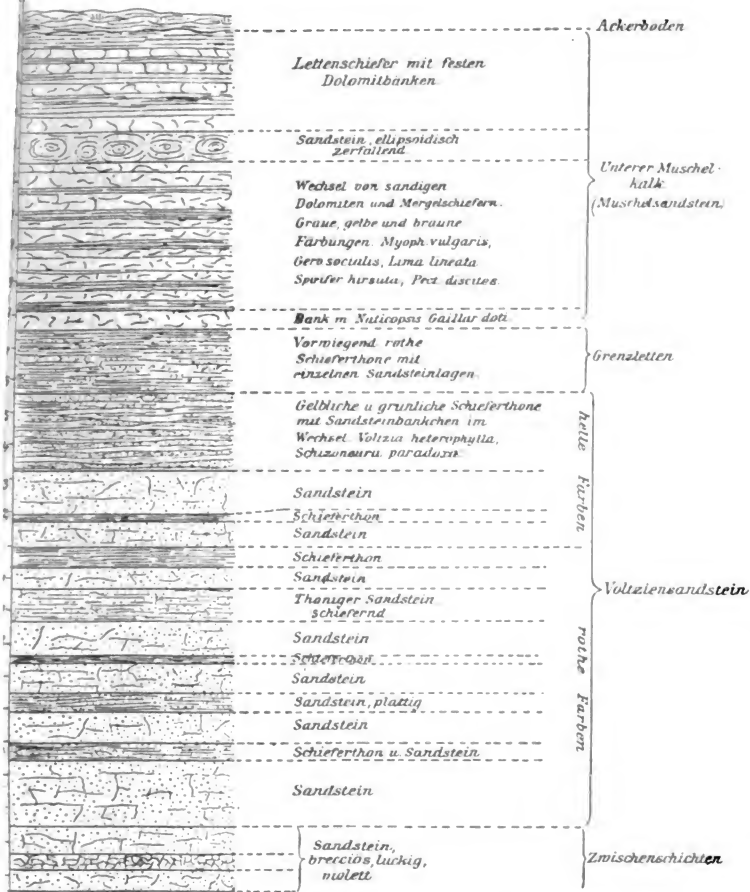 Ackerboden
Lettenschiefer mit festen
Dolomitbänken
Sandstein, ellipsoidisch
zerfallend
Unterer Muschel-
kalk
(Muschelsandstein)
Wechsel von sandigen
Dolomiten und Mergelschiefern.
Graue, gelbe und braune
Färbungen. Myoph. vulgaris,
Gerv. socialis, Lima lineata
Spirifer hirsuta, Pect. discites
Bank m Naticopsis Gaillardoti
Vorwiegend rothe
Schieferthone mit
einzelnen Sandsteinlagen
Grenzletten
Gelbliche u grünliche Schieferthone
mit Sandsteinbänkchen im
Wechsel Voltzia heterophylla,
Schizoneura paradoxa
helle Farben
Sandstein
Schieferthon
Sandstein
Schieferthon
Sandstein
Thoniger Sandstein
schiefernd
Voltziensandstein
Sandstein
Schieferthon
Sandstein
Sandstein, plattig
rothe Farben
Sandstein
Schieferthon u. Sandstein
Sandstein
Sandstein,
brecciös, luckig,
violett
Zwischenschichten